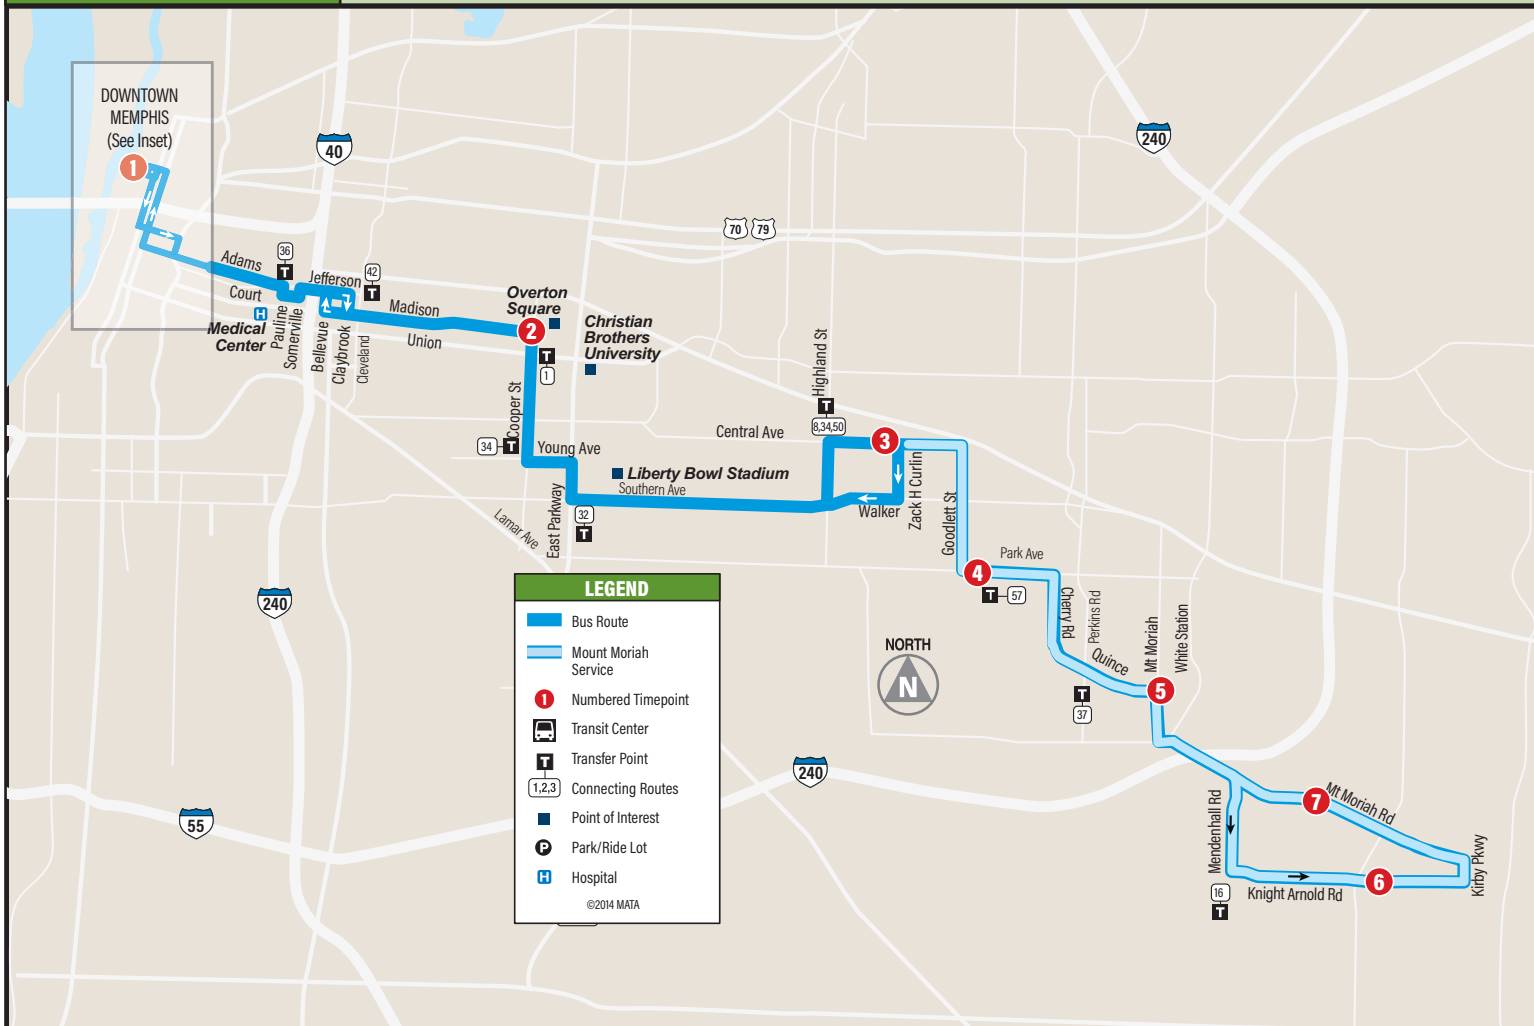 DOWNTOWN
MEMPHIS
(See Inset)
1
40
240
70
79
Adams
36
T
Jefferson
42
T
Court
H
Medical
Center
Pauline
Somerville
Bellevue
Claybrook
Cleveland
Madison
Union
Overton
Square
2
T
1
Christian
Brothers
University
Cooper St
34
T
Young Ave
Highland St
T
8,34,50
Central Ave
3
Liberty Bowl Stadium
Southern Ave
East Parkway
32
T
Lamar Ave
Walker
Zack H Curlin
Goodlett St
4
Park Ave
T
57
Cherry Rd
Perkins Rd
Quince
Mt Moriah
White Station
5
T
37
NORTH
N
240
240
55
Mendenhall Rd
7
Mt Moriah Rd
Kirby Pkwy
6
Knight Arnold Rd
16
T
LEGEND
Bus Route
Mount Moriah
Service
1
Numbered Timepoint
Transit Center
T
Transfer Point
1,2,3
Connecting Routes
Point of Interest
P
Park/Ride Lot
H
Hospital
©2014 MATA